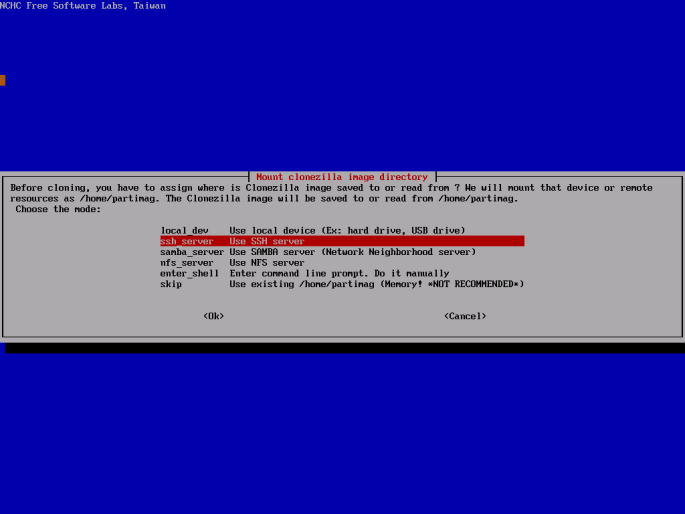 NCHC Free Software Labs, Taiwan
Mount clonezilla image directory
Before cloning, you have to assign where is Clonezilla image saved to or read from ? We will mount that device or remote
resources as /home/partimag. The Clonezilla image will be saved to or read from /home/partimag.
Choose the mode:
local_dev Use local device (Ex: hard drive, USB drive)
ssh_server Use SSH server
samba_server Use SAMBA server (Network Neighborhood server)
nfs_server Use NFS server
enter_shell Enter command line prompt. Do it manually
skip Use existing /home/partimag (Memory! *NOT RECOMMENDED*)
<Ok> <Cancel>